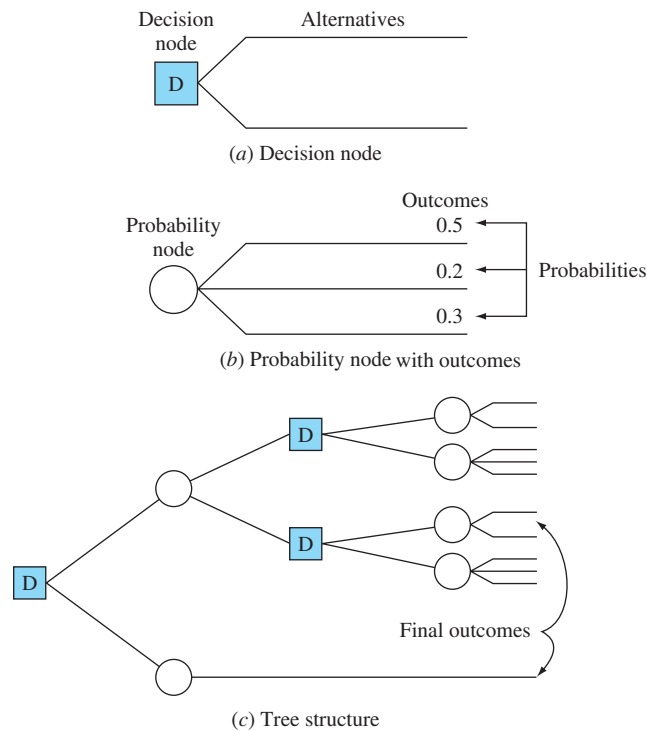 Decision
node
Alternatives
D
(a) Decision node
Outcomes
Probability
node
0.5
0.2
0.3
Probabilities
(b) Probability node with outcomes
D
D
D
Final outcomes
(c) Tree structure